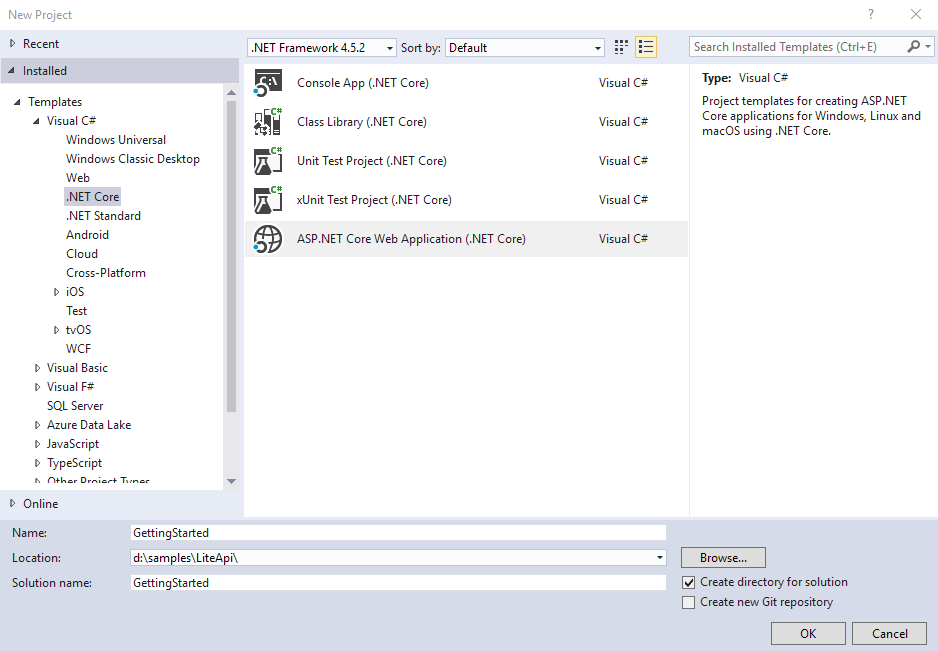 New Project
?
Recent
.NET Framework 4.5.2
Sort by:
Default
Search Installed Templates (Ctrl+E)
Installed
Templates
Visual C#
Windows Universal
Windows Classic Desktop
Web
.NET Core
.NET Standard
Android
Cloud
Cross-Platform
iOS
Test
tvOS
WCF
Visual Basic
Visual F#
SQL Server
Azure Data Lake
JavaScript
TypeScript
Other Project Types
Online
Console App (.NET Core) Visual C#
C#
Class Library (.NET Core) Visual C#
C#
Unit Test Project (.NET Core) Visual C#
C#
xUnit Test Project (.NET Core) Visual C#
ASP.NET Core Web Application (.NET Core) Visual C#
Type: Visual C#
Project templates for creating ASP.NET
Core applications for Windows, Linux and
macOS using .NET Core.
Name: GettingStarted
Location: d:\samples\LiteApi\
Browse...
Solution name: GettingStarted
Create directory for solution
Create new Git repository
OK
Cancel